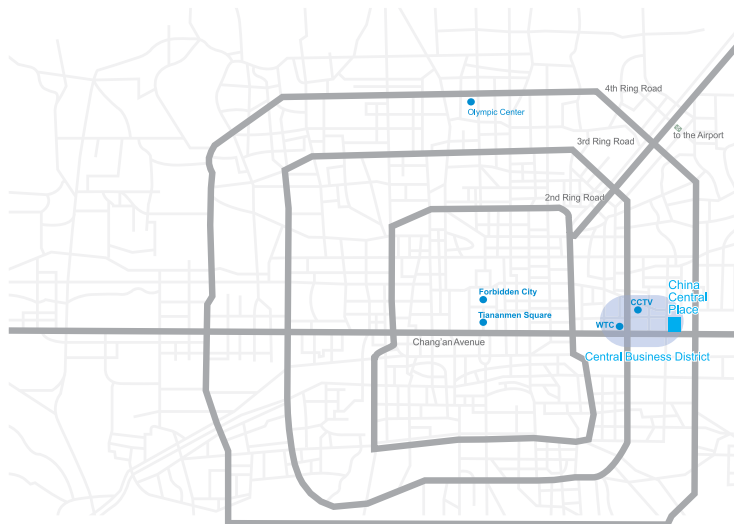 4th Ring Road
Olympic Center
to the Airport
3rd Ring Road
2nd Ring Road
China
Central
Place
Forbidden City
CCTV
Tiananmen Square
WTC
Chang'an Avenue
Central Business District